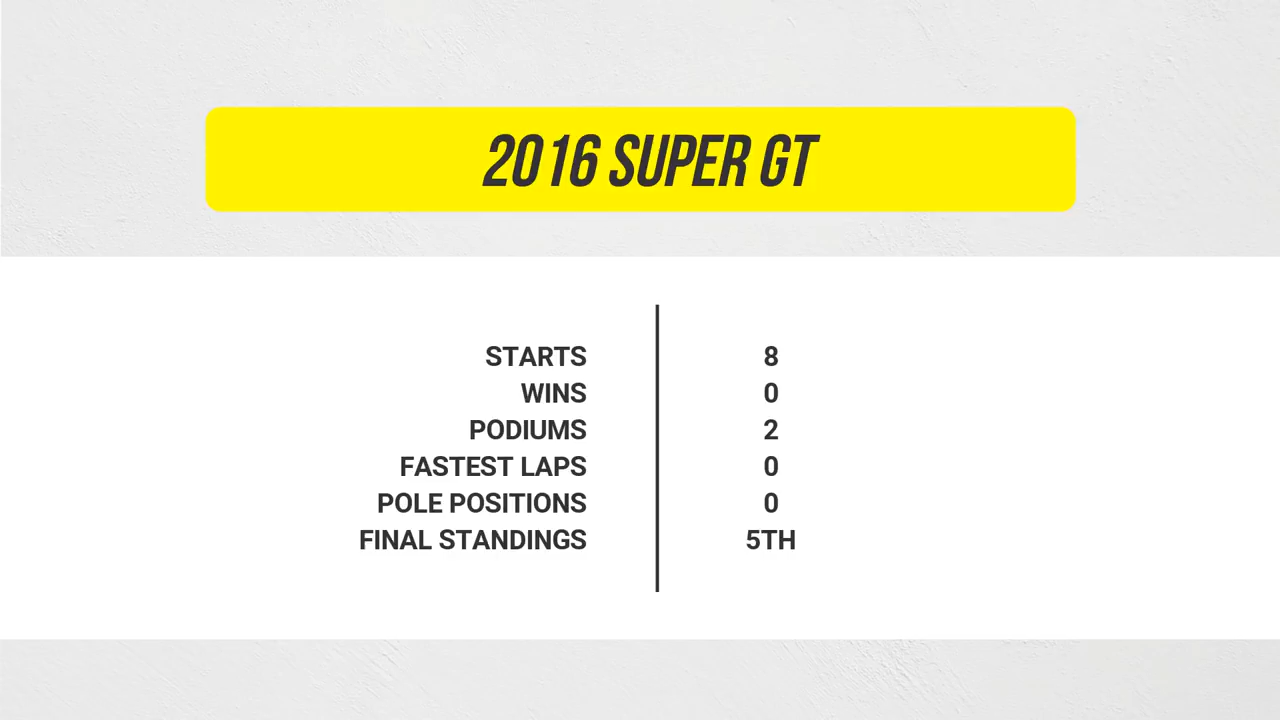 2016 SUPER GT
STARTS 8
WINS 0
PODIUMS 2
FASTEST LAPS 0
POLE POSITIONS 0
FINAL STANDINGS 5TH